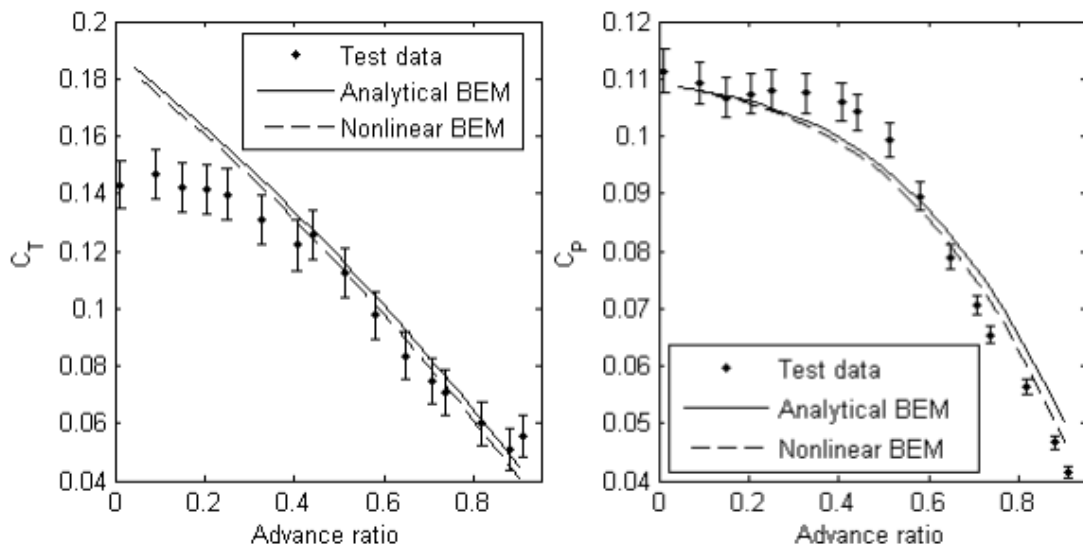 0.2
0.18
0.16
0.14
0.12
0.1
0.08
0.06
0.04
C_T
0 0.2 0.4 0.6 0.8
Advance ratio
Test data
Analytical BEM
Nonlinear BEM
0.12
0.11
0.1
0.09
0.08
0.07
0.06
0.05
0.04
C_P
0 0.2 0.4 0.6 0.8
Advance ratio
Test data
Analytical BEM
Nonlinear BEM